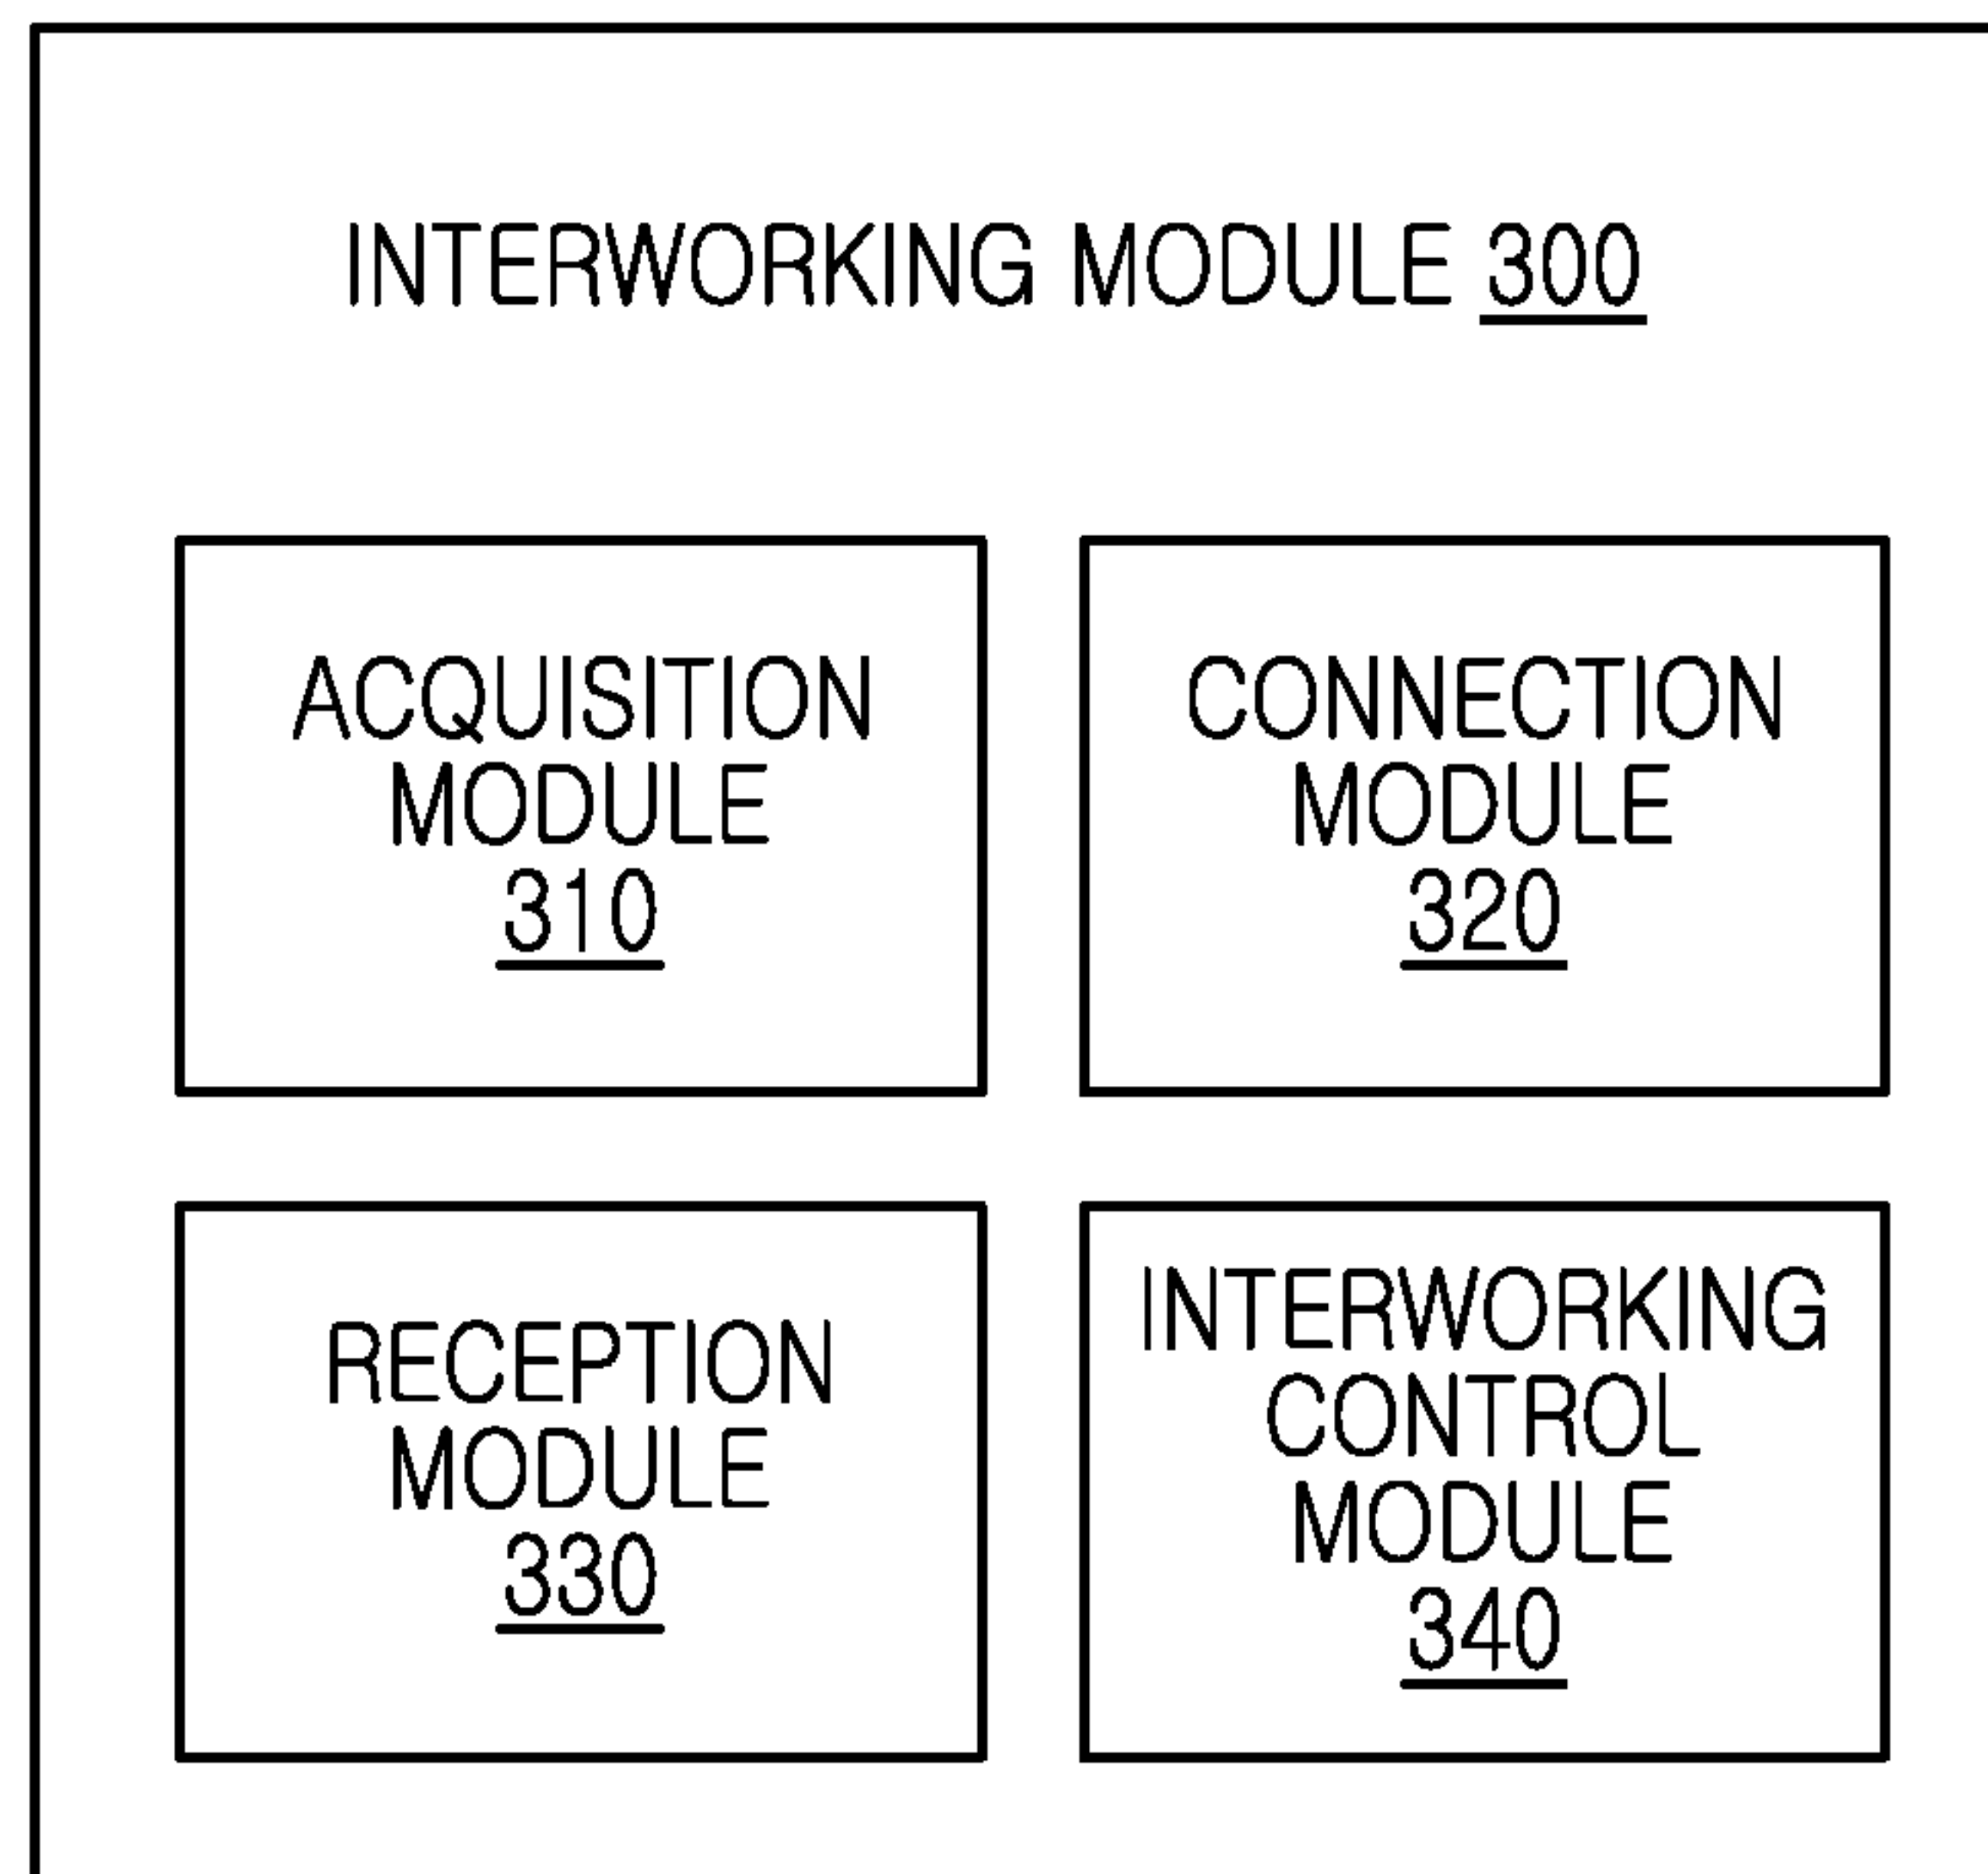 INTERWORKING MODULE 300
ACQUISITION
MODULE
310
CONNECTION
MODULE
320
RECEPTION
MODULE
330
INTERWORKING
CONTROL
MODULE
340